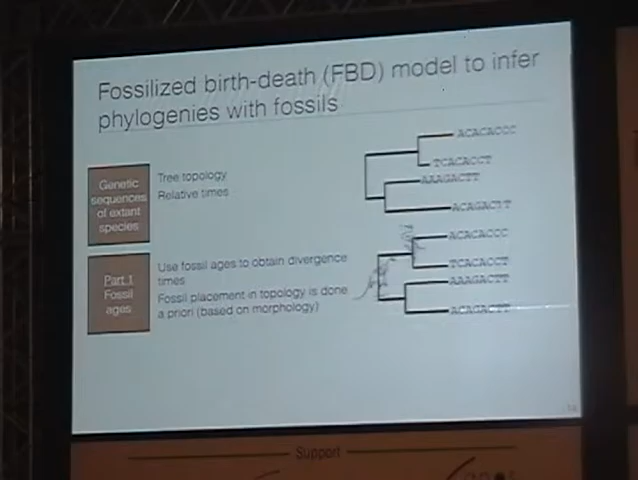 Fossilized birth-death (FBD) model to infer
phylogenies with fossils
Genetic
sequences
of extant
species
Tree topology
Relative times
ACACACCC
TCACACCT
AAAGACTT
ACAGACTT
Part 1
Fossil
ages
Use fossil ages to obtain divergence
times
Fossil placement in topology is done
a priori (based on morphology)
ACACACCC
TCACACCT
AAAGACTT
ACAGACTT
Support